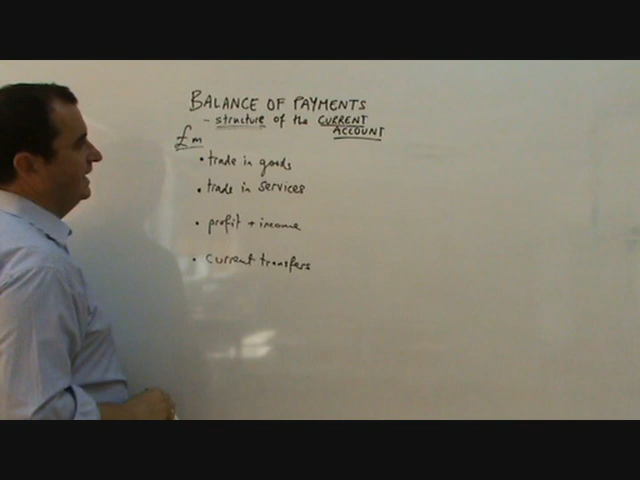 BALANCE OF PAYMENTS
- structure of the CURRENT
ACCOUNT
£m
• trade in goods
• trade in services
• profit + income
• current transfers